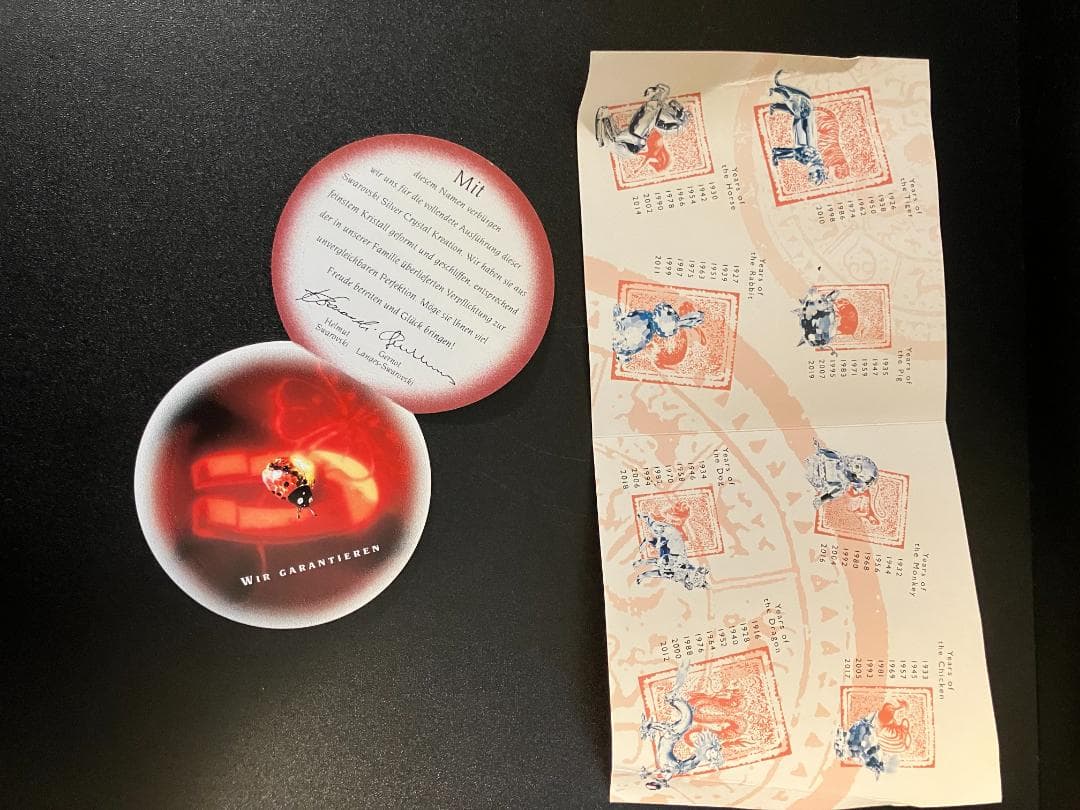 Mit
diesem Namen verbürgen
wir uns für die vollendete Ausführung dieser
Swarovski Silver Crystal Kreation. Wir haben sie aus
feinstem Kristall geformt und geschliffen, entsprechend
der in unserer Familie überlieferten Verpflichtung zur
unvergleichbaren Perfektion. Möge sie Ihnen viel
Freude bereiten und Glück bringen!
Helmut
Swarovski
Gernot
Langes-Swarovski
WIR GARANTIEREN
Years of
the Tiger
1926
1938
1950
1962
1974
1986
1998
2010
Years of
the Horse
1930
1942
1954
1966
1978
1990
2002
2014
Years of
the Pig
1935
1947
1959
1971
1983
1995
2007
2019
Years of
the Rabbit
1927
1939
1951
1963
1975
1987
1999
2011
Years of
the Monkey
1932
1944
1956
1968
1980
1992
2004
2016
Years of
the Dog
1934
1946
1958
1970
1982
1994
2006
2018
Years of
the Chicken
1933
1945
1957
1969
1981
1993
2005
2017
Years of
the Dragon
1916
1928
1940
1952
1964
1976
1988
2000
2012